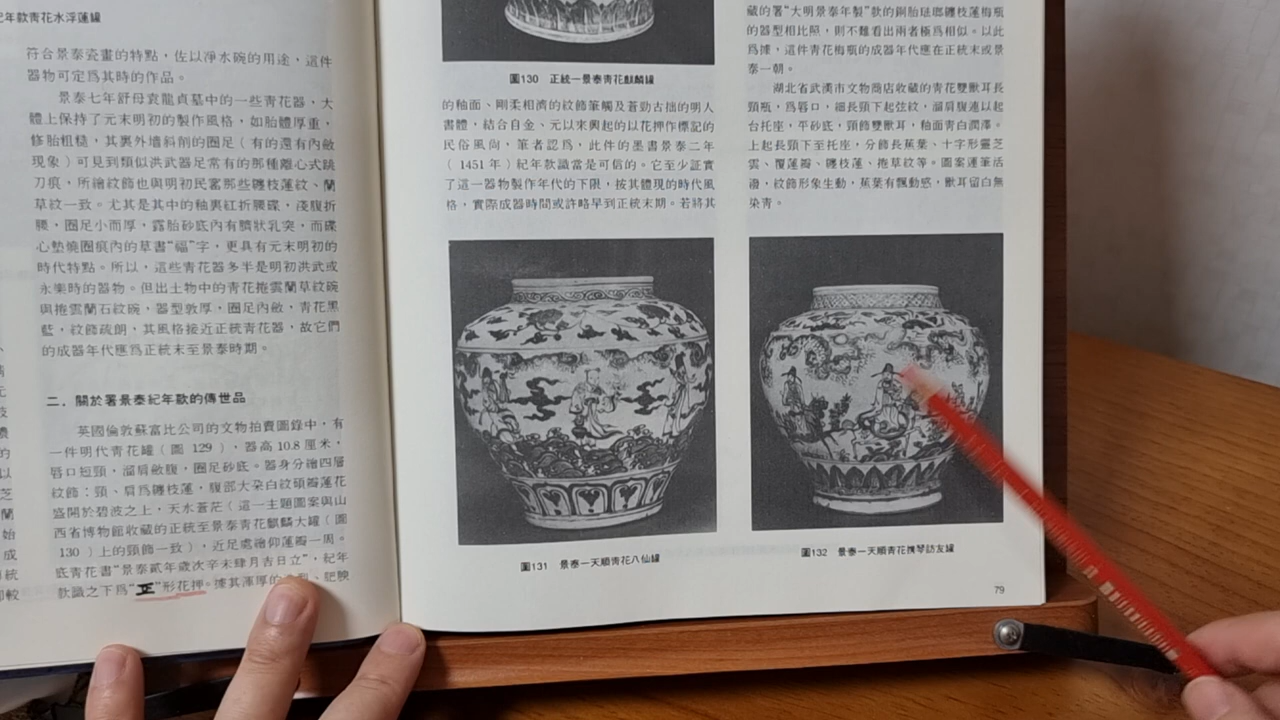 紀年款青花水浮蓮罐
符合景泰瓷畫的特點，佐以淨水碗的用途，這件
器物可定爲其時的作品。
景泰七年舒母袁龍貞墓中的一些青花器，大
體上保持了元末明初的製作風格，如胎體厚重，
修胎粗糙，其裏外墙斜削的圈足（有的還有內斂
現象）可見到類似洪武器足常有的那種離心式跳
刀痕，所繪紋飾也與明初民窰那些纏枝蓮紋、蘭
草紋一致。尤其是其中的釉裏紅折腰碟，淺腹折
腰，圈足小而厚，露胎砂底內有臍狀乳突，而碟
心墊燒圈痕內的草書“福”字，更具有元末明初的
時代特點。所以，這些青花器多半是明初洪武或
永樂時的器物。但出土物中的青花捲雲蘭草紋碗
與捲雲蘭石紋碗，器型敦厚，圈足內斂，青花黑
藍，紋飾疏朗，其風格接近正統青花器，故它們
的成器年代應爲正統末至景泰時期。
二．關於署景泰紀年款的傳世品
英國倫敦蘇富比公司的文物拍賣圖錄中，有
一件明代青花罐（圖 129），器高 10.8 厘米，
唇口短頸，溜肩斂腹，圈足砂底。器身分繪四層
紋飾：頸、肩爲纏枝蓮，腹部大朵白紋碩瓣蓮花
盛開於碧波之上，天水蒼茫（這一主題圖案與山
西省博物館收藏的正統至景泰青花麒麟大罐（圖
130 ）上的頸飾一致），近足處繪仰蓮瓣一周。
底青花書“景泰貳年歲次辛未肆月吉日立”，紀年
款識之下爲“ ”形花押。據其渾厚的 、肥腴
圖130 正統—景泰青花麒麟罐
的釉面、剛柔相濟的紋飾筆觸及蒼勁古拙的明人
書體，結合自金、元以來興起的以花押作標記的
民俗風尚，筆者認爲，此件的墨書景泰二年
（ 1451 年）紀年款識當是可信的。它至少証實
了這一器物製作年代的下限，按其體現的時代風
格，實際成器時間或許略早到正統末期。若將其
圖131 景泰—天順青花八仙罐
藏的署“大明景泰年製”款的銅胎琺瑯纏枝蓮梅瓶
的器型相比照，則不難看出兩者極爲相似。以此
爲據，這件青花梅瓶的成器年代應在正統末或景
泰一朝。
湖北省武漢市文物商店收藏的青花雙獸耳長
頸瓶，爲唇口，細長頸下起弦紋，溜肩腹連以起
台托座，平砂底，頸飾雙獸耳，釉面青白潤澤。
上起長頸下至托座，分飾長蕉葉、十字形靈芝
雲、覆蓮瓣、纏枝蓮、捲草紋等。圖案運筆活
潑，紋飾形象生動，蕉葉有飄動感，獸耳留白無
染青。
圖132 景泰—天順青花携琴訪友罐
79